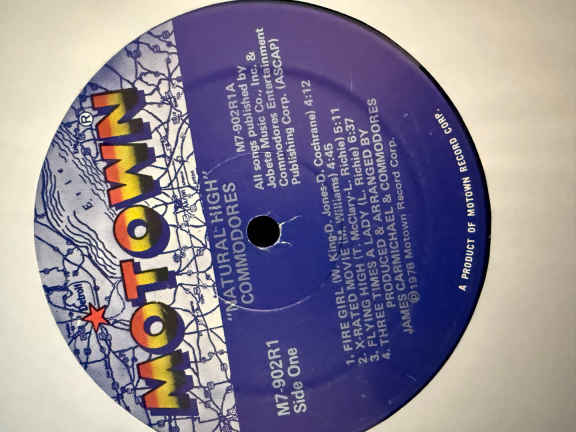 MOTOWN®
Detroit
"NATURAL HIGH"
COMMODORES
M7-902R1
Side One
M7-902R1A
All songs published by
Jobete Music Co., Inc. &
Commodores Entertainment
Publishing Corp. (ASCAP)
1. FIRE GIRL (W. King-D. Jones-D. Cochrane) 4:12
2. X-RATED MOVIE (M. Williams) 4:45
3. FLYING HIGH (T. McClary-L. Richie) 5:11
4. THREE TIMES A LADY (L. Richie) 6:37
PRODUCED & ARRANGED BY
JAMES CARMICHAEL & COMMODORES
℗1978 Motown Record Corp.
A PRODUCT OF MOTOWN RECORD CORP.